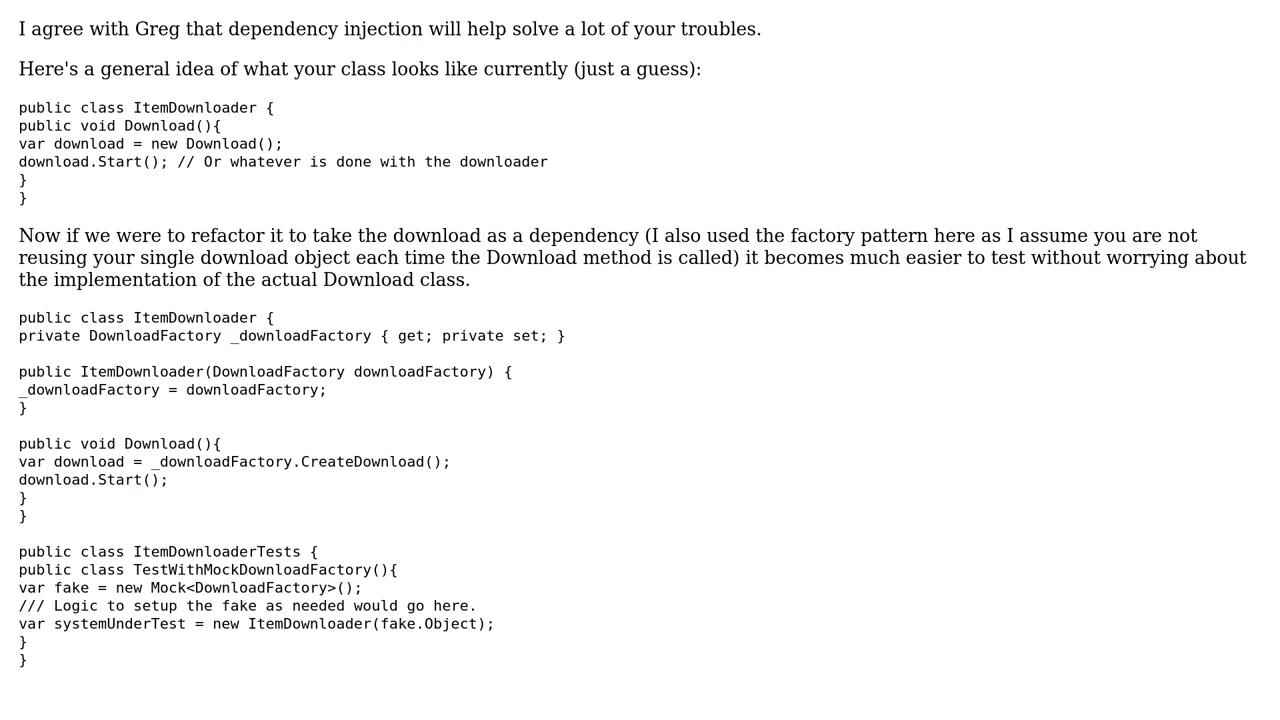 I agree with Greg that dependency injection will help solve a lot of your troubles.
Here's a general idea of what your class looks like currently (just a guess):
public class ItemDownloader {
public void Download(){
var download = new Download();
download.Start(); // Or whatever is done with the downloader
}
}
Now if we were to refactor it to take the download as a dependency (I also used the factory pattern here as I assume you are not
reusing your single download object each time the Download method is called) it becomes much easier to test without worrying about
the implementation of the actual Download class.
public class ItemDownloader {
private DownloadFactory _downloadFactory { get; private set; }
public ItemDownloader(DownloadFactory downloadFactory) {
_downloadFactory = downloadFactory;
}
public void Download(){
var download = _downloadFactory.CreateDownload();
download.Start();
}
}
public class ItemDownloaderTests {
public class TestWithMockDownloadFactory(){
var fake = new Mock<DownloadFactory>();
/// Logic to setup the fake as needed would go here.
var systemUnderTest = new ItemDownloader(fake.Object);
}
}